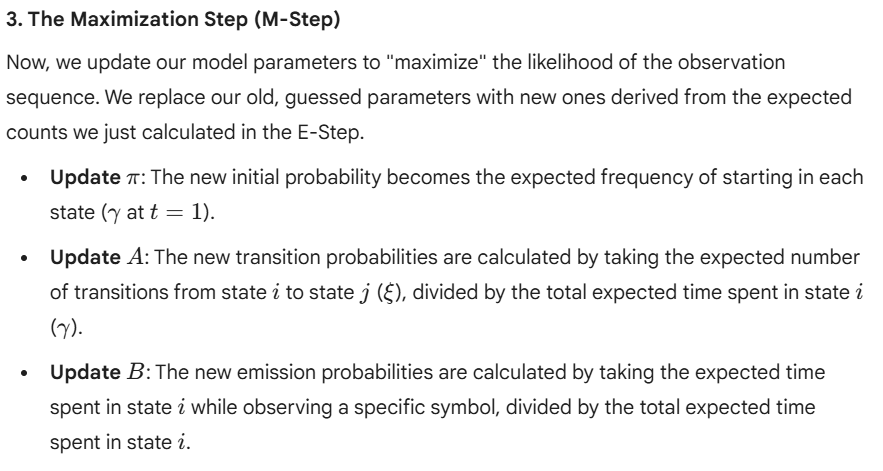 3. The Maximization Step (M-Step)
Now, we update our model parameters to "maximize" the likelihood of the observation
sequence. We replace our old, guessed parameters with new ones derived from the expected
counts we just calculated in the E-Step.
• Update π: The new initial probability becomes the expected frequency of starting in each
state (γ at t = 1).
• Update A: The new transition probabilities are calculated by taking the expected number
of transitions from state i to state j (ξ), divided by the total expected time spent in state i
(γ).
• Update B: The new emission probabilities are calculated by taking the expected time
spent in state i while observing a specific symbol, divided by the total expected time
spent in state i.